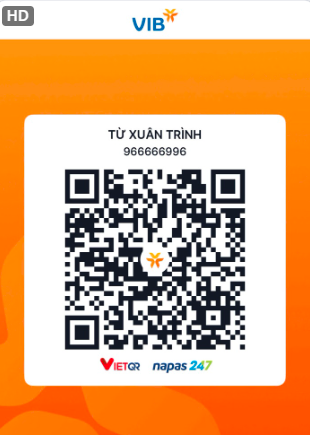 HD
VIB
TỪ XUÂN TRÌNH
966666996
VIETQR napas 247